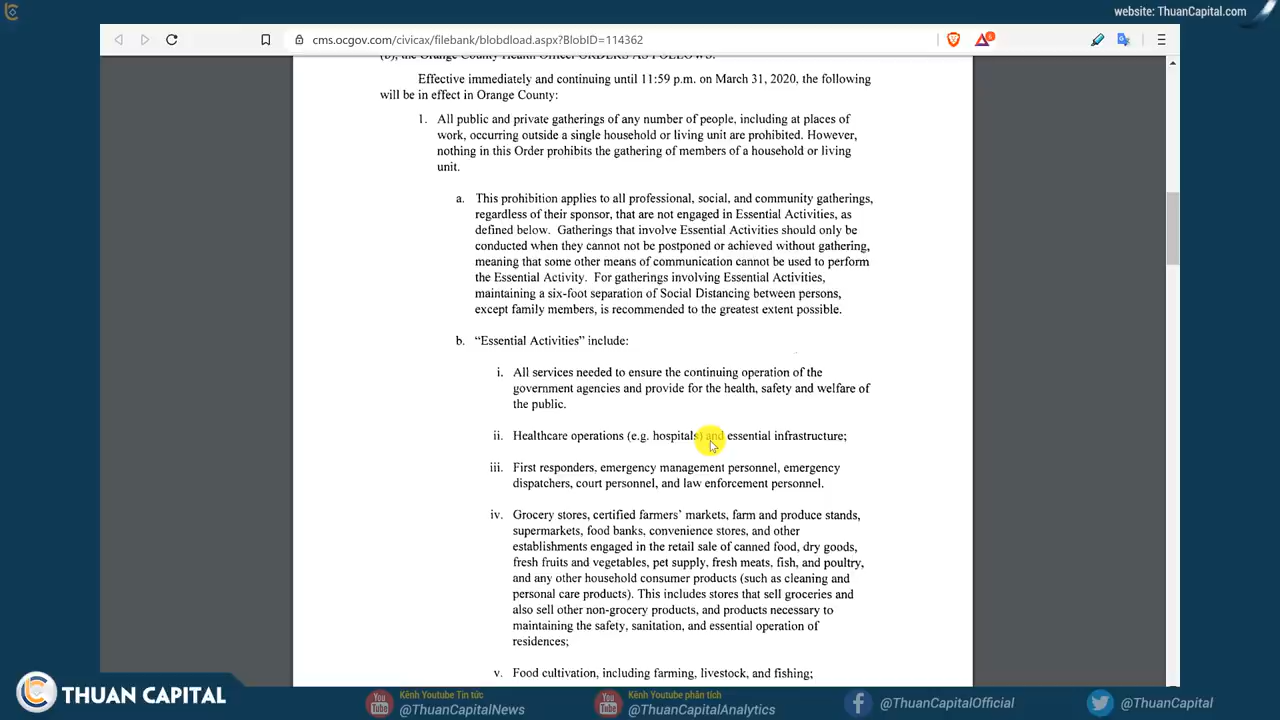 website: ThuanCapital.com
cms.ocgov.com/civicax/filebank/blobdload.aspx?BlobID=114362
(b), the Orange County Health Officer ORDERS AS FOLLOWS:
Effective immediately and continuing until 11:59 p.m. on March 31, 2020, the following
will be in effect in Orange County:
1. All public and private gatherings of any number of people, including at places of
work, occurring outside a single household or living unit are prohibited. However,
nothing in this Order prohibits the gathering of members of a household or living
unit.
a. This prohibition applies to all professional, social, and community gatherings,
regardless of their sponsor, that are not engaged in Essential Activities, as
defined below. Gatherings that involve Essential Activities should only be
conducted when they cannot not be postponed or achieved without gathering,
meaning that some other means of communication cannot be used to perform
the Essential Activity. For gatherings involving Essential Activities,
maintaining a six-foot separation of Social Distancing between persons,
except family members, is recommended to the greatest extent possible.
b. “Essential Activities” include:
i. All services needed to ensure the continuing operation of the
government agencies and provide for the health, safety and welfare of
the public.
ii. Healthcare operations (e.g. hospitals) and essential infrastructure;
iii. First responders, emergency management personnel, emergency
dispatchers, court personnel, and law enforcement personnel.
iv. Grocery stores, certified farmers’ markets, farm and produce stands,
supermarkets, food banks, convenience stores, and other
establishments engaged in the retail sale of canned food, dry goods,
fresh fruits and vegetables, pet supply, fresh meats, fish, and poultry,
and any other household consumer products (such as cleaning and
personal care products). This includes stores that sell groceries and
also sell other non-grocery products, and products necessary to
maintaining the safety, sanitation, and essential operation of
residences;
v. Food cultivation, including farming, livestock, and fishing;
THUAN CAPITAL
You Tube
Kênh Youtube Tin tức
@ThuanCapitalNews
You Tube
Kênh Youtube phân tích
@ThuanCapitalAnalytics
@ThuanCapitalOfficial
@ThuanCapital